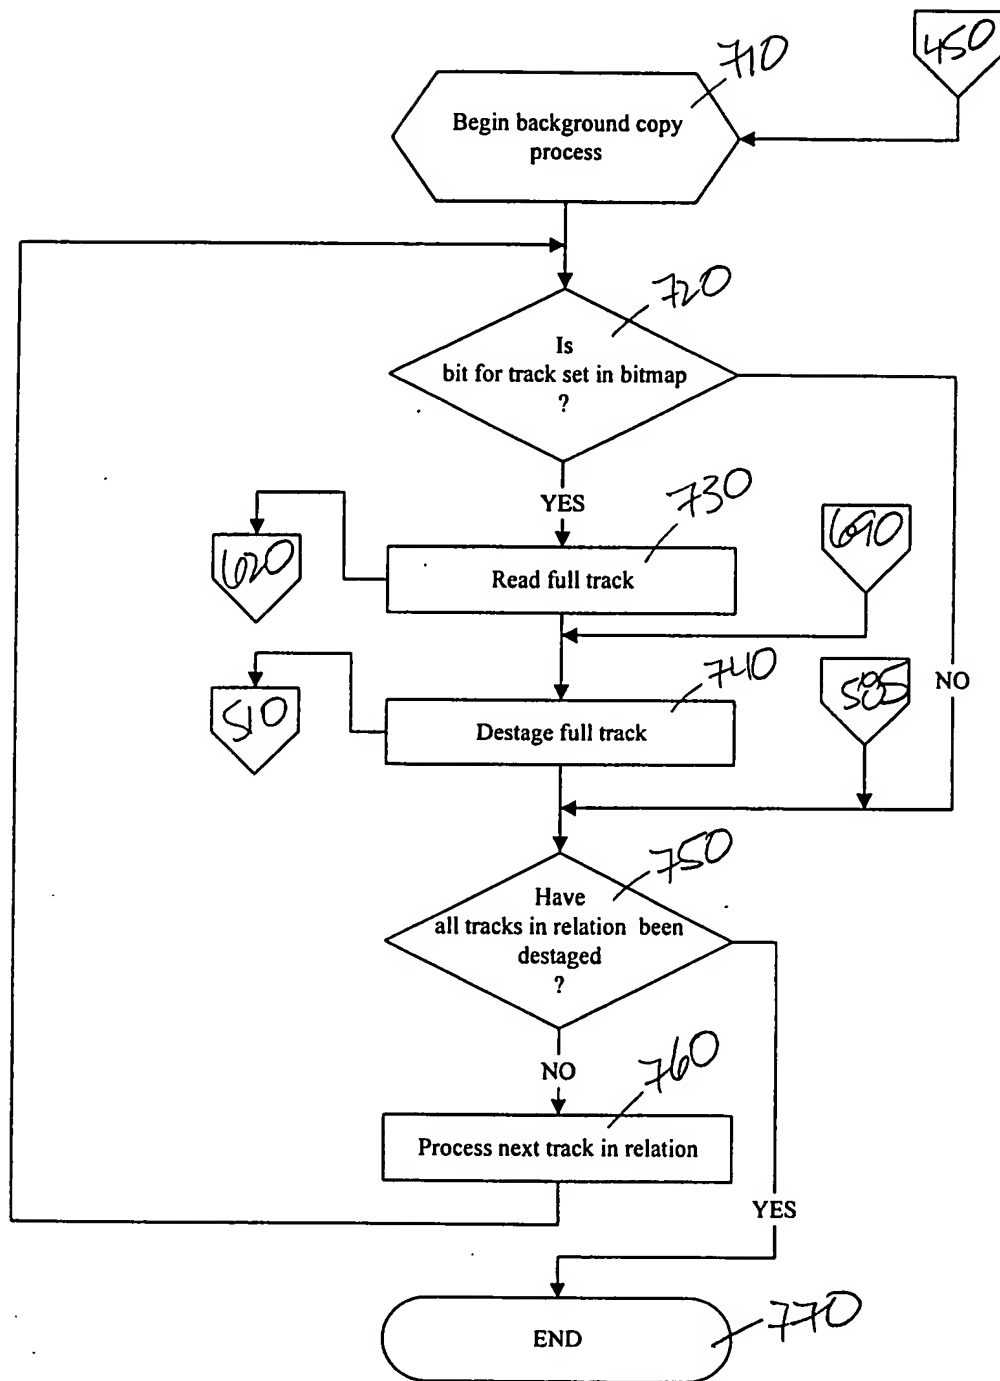 450
710
Begin background copy
process
720
Is
bit for track set in bitmap
?
YES
730
690
620
Read full track
740
585
NO
510
Destage full track
750
Have
all tracks in relation been
destaged
?
NO
760
Process next track in relation
YES
END
770